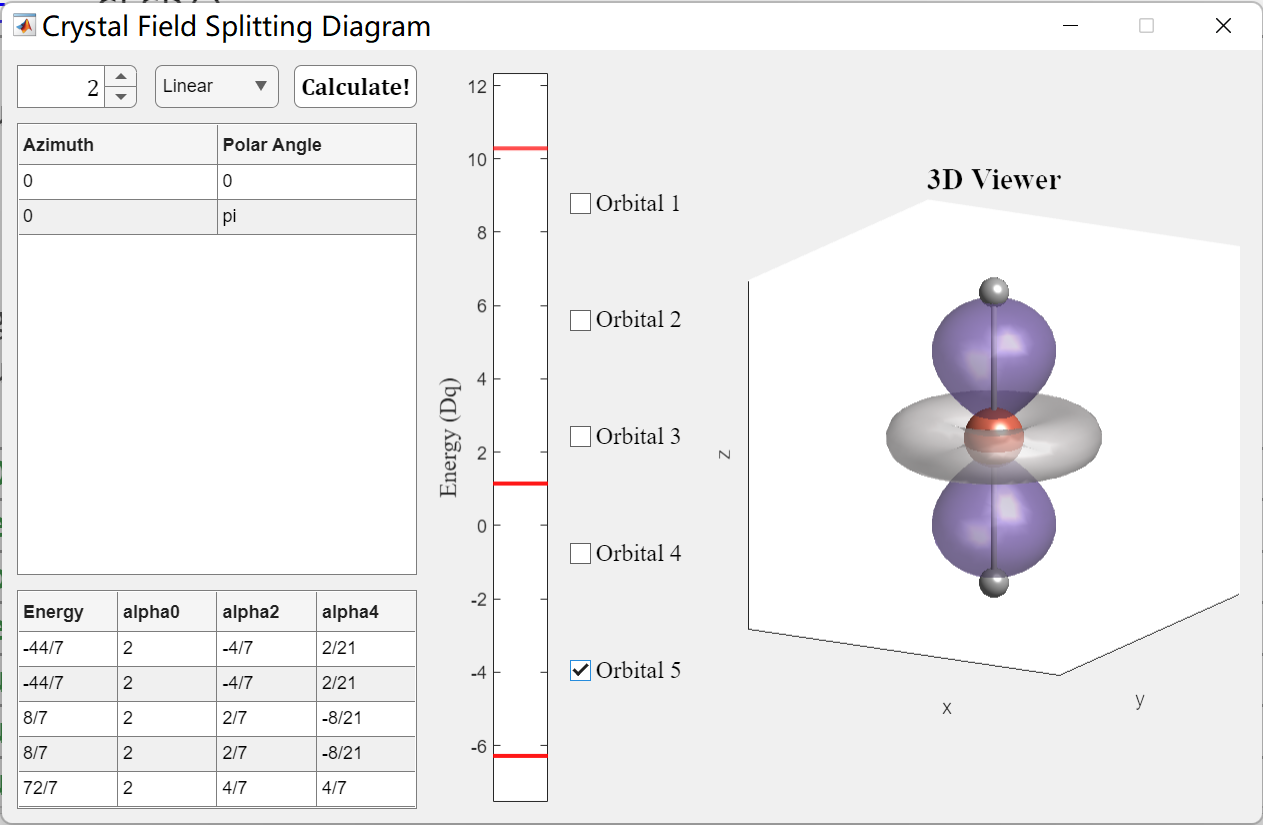 Crystal Field Splitting Diagram
2 Linear Calculate!
Azimuth Polar Angle
0 0
0 pi
Energy alpha0 alpha2 alpha4
-44/7 2 -4/7 2/21
-44/7 2 -4/7 2/21
8/7 2 2/7 -8/21
8/7 2 2/7 -8/21
72/7 2 4/7 4/7
Energy (Dq)
12
10
8
6
4
2
0
-2
-4
-6
Orbital 1
Orbital 2
Orbital 3
Orbital 4
Orbital 5
3D Viewer
z
x
y